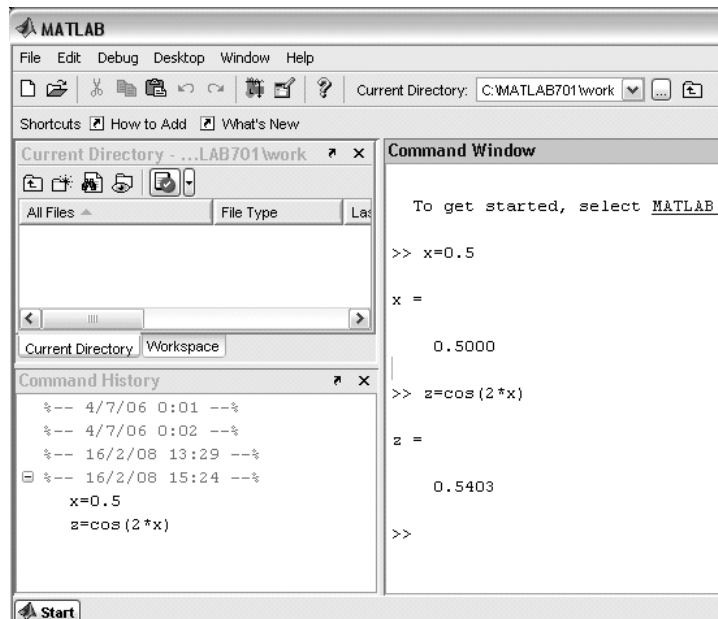 MATLAB
File Edit Debug Desktop Window Help
Current Directory: C:\MATLAB701\work
Shortcuts How to Add What's New
Current Directory - ...LAB701\work
All Files File Type Las
Current Directory Workspace
Command History
%-- 4/7/06 0:01 --%
%-- 4/7/06 0:02 --%
%-- 16/2/08 13:29 --%
%-- 16/2/08 15:24 --%
x=0.5
z=cos(2*x)
Command Window
To get started, select MATLAB
>> x=0.5
x =
0.5000
>> z=cos(2*x)
z =
0.5403
>>
Start